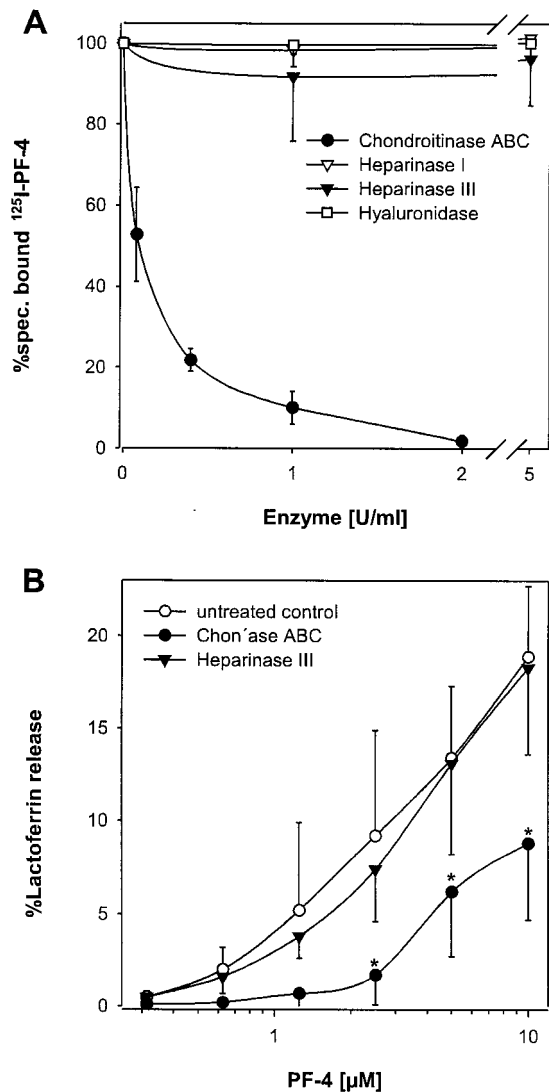 A
100
80
60
40
20
0
%spec. bound ¹²⁵I-PF-4
Chondroitinase ABC
Heparinase I
Heparinase III
Hyaluronidase
0 1 2 5
Enzyme [U/ml]
B
untreated control
Chon´ase ABC
Heparinase III
20
15
10
5
0
%Lactoferrin release
*
*
*
1 10
PF-4 [µM]